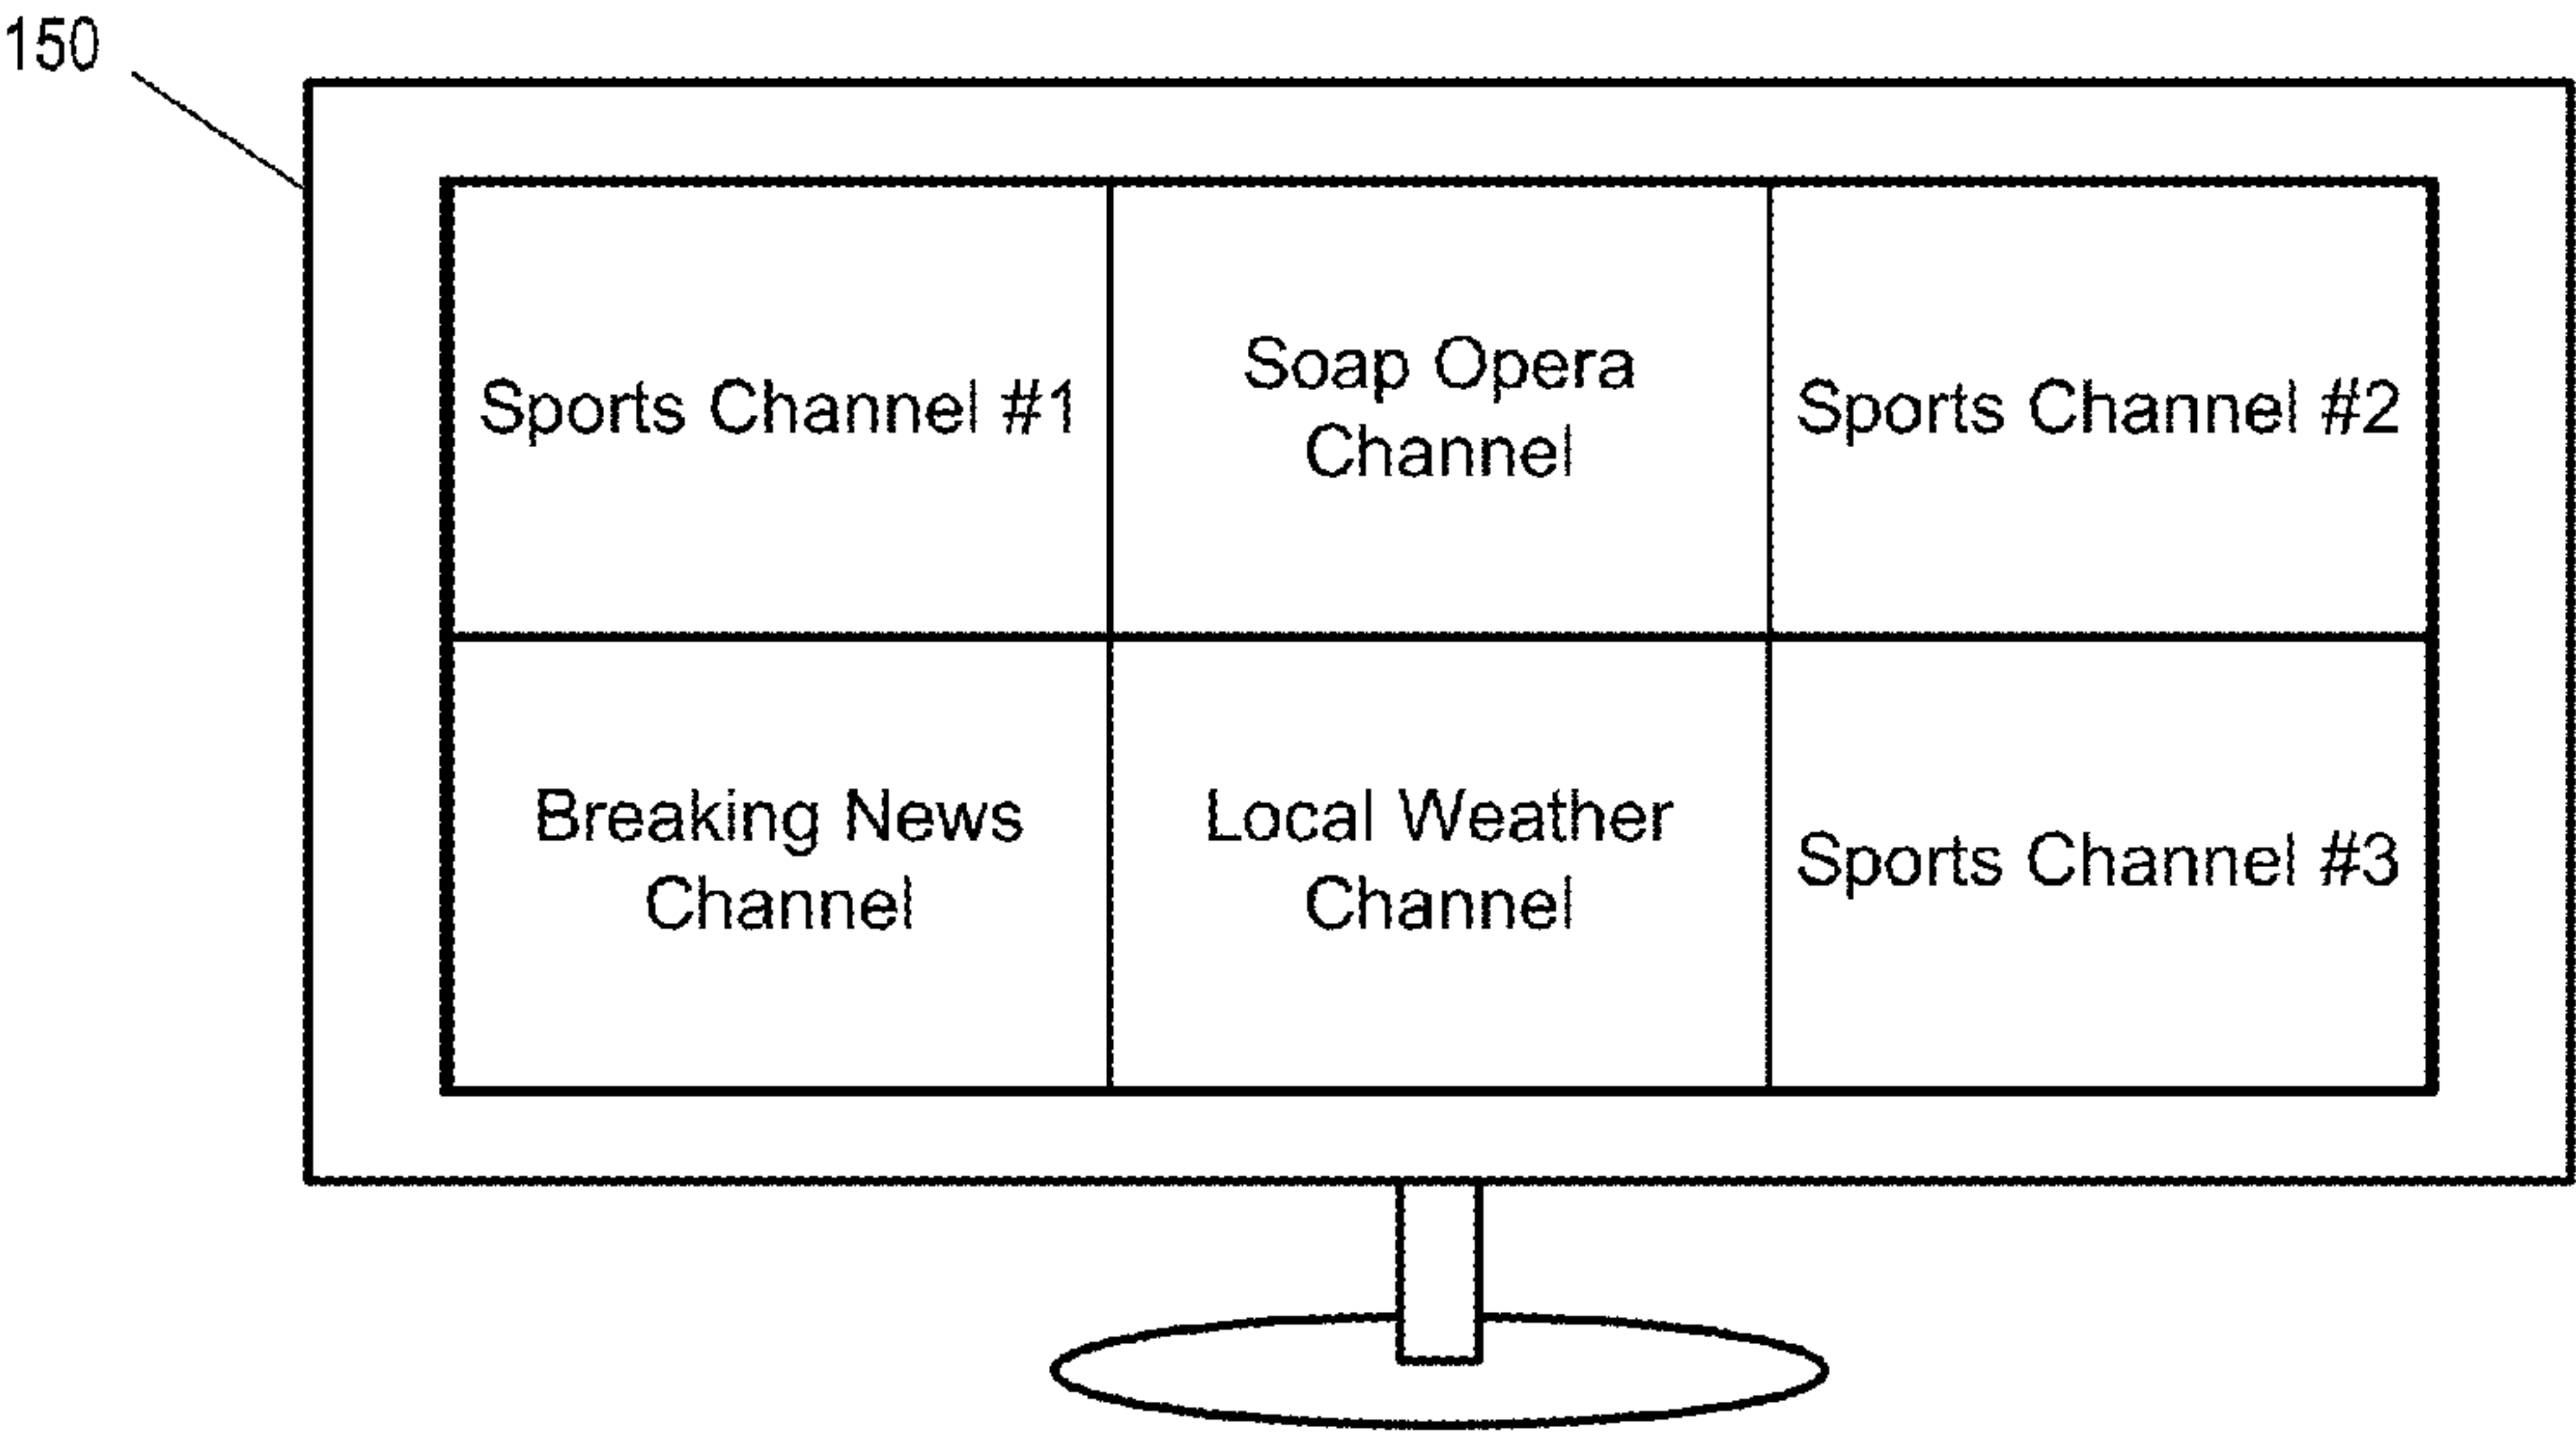 150
Sports Channel #1
Soap Opera
Channel
Sports Channel #2
Breaking News
Channel
Local Weather
Channel
Sports Channel #3